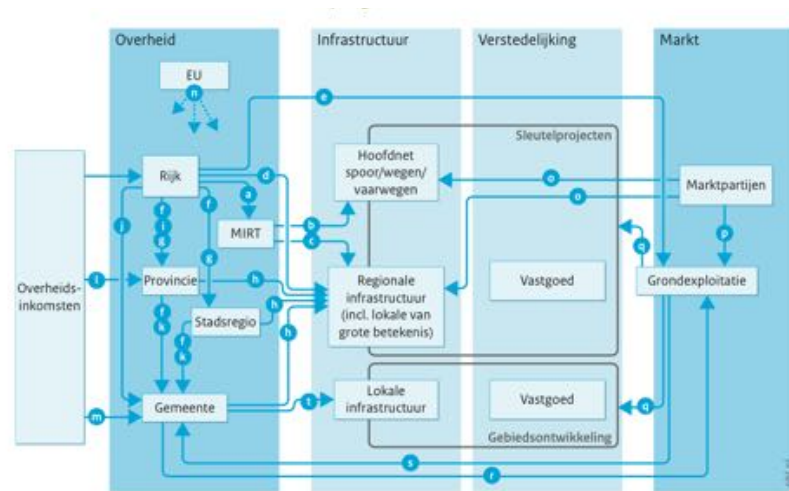 Overheid
Infrastructuur
Verstedelijking
Markt
EU
n
e
Sleutelprojecten
Hoofdnet
spoor/wegen/
vaarwegen
Rijk
d
a
o
o
Marktpartijen
j
f
i
g
f
MIRT
b
c
p
q
g
Overheids-
inkomsten
l
Provincie
h
Regionale
infrastructuur
(incl. lokale van
grote betekenis)
Vastgoed
Grondexploitatie
f
k
Stadsregio
h
h
f
k
m
Gemeente
t
Lokale
infrastructuur
Vastgoed
q
Gebiedsontwikkeling
s
r